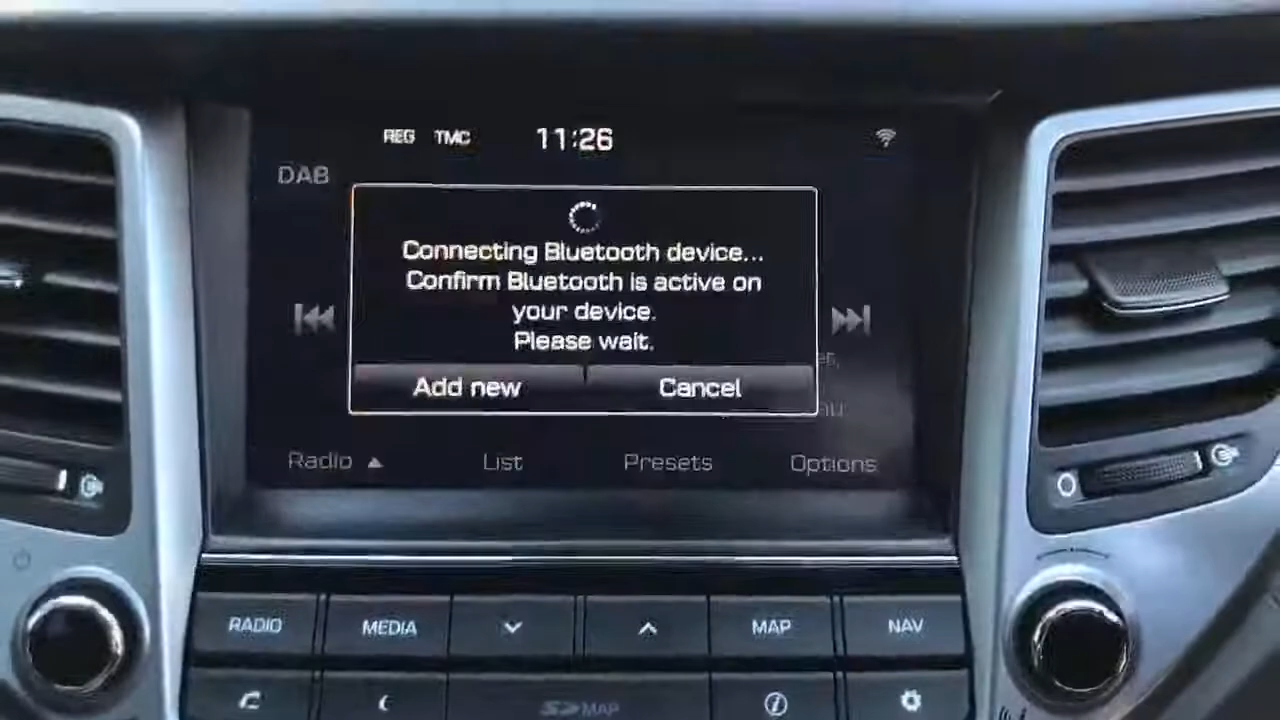 REG TMC 11:26
DAB
Connecting Bluetooth device...
Confirm Bluetooth is active on
your device.
Please wait.
Add new Cancel
Radio List Presets Options
RADIO MEDIA MAP NAV
MAP